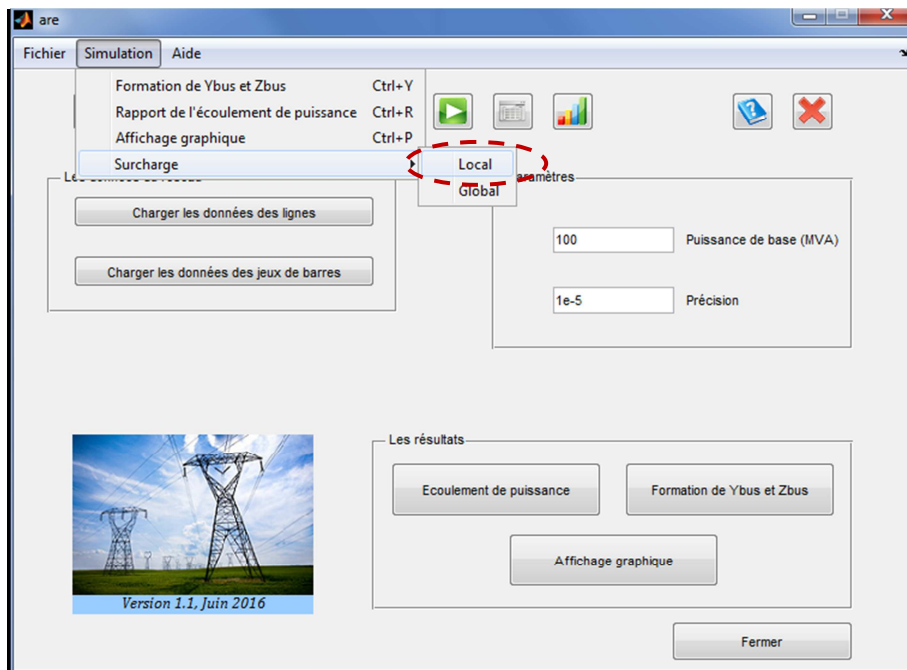 are
Fichier Simulation Aide
Formation de Ybus et Zbus Ctrl+Y
Rapport de l'écoulement de puissance Ctrl+R
Affichage graphique Ctrl+P
Surcharge
Local
Global
Charger les données des lignes
Charger les données des jeux de barres
100 Puissance de base (MVA)
1e-5 Précision
Version 1.1, Juin 2016
Les résultats
Ecoulement de puissance
Formation de Ybus et Zbus
Affichage graphique
Fermer